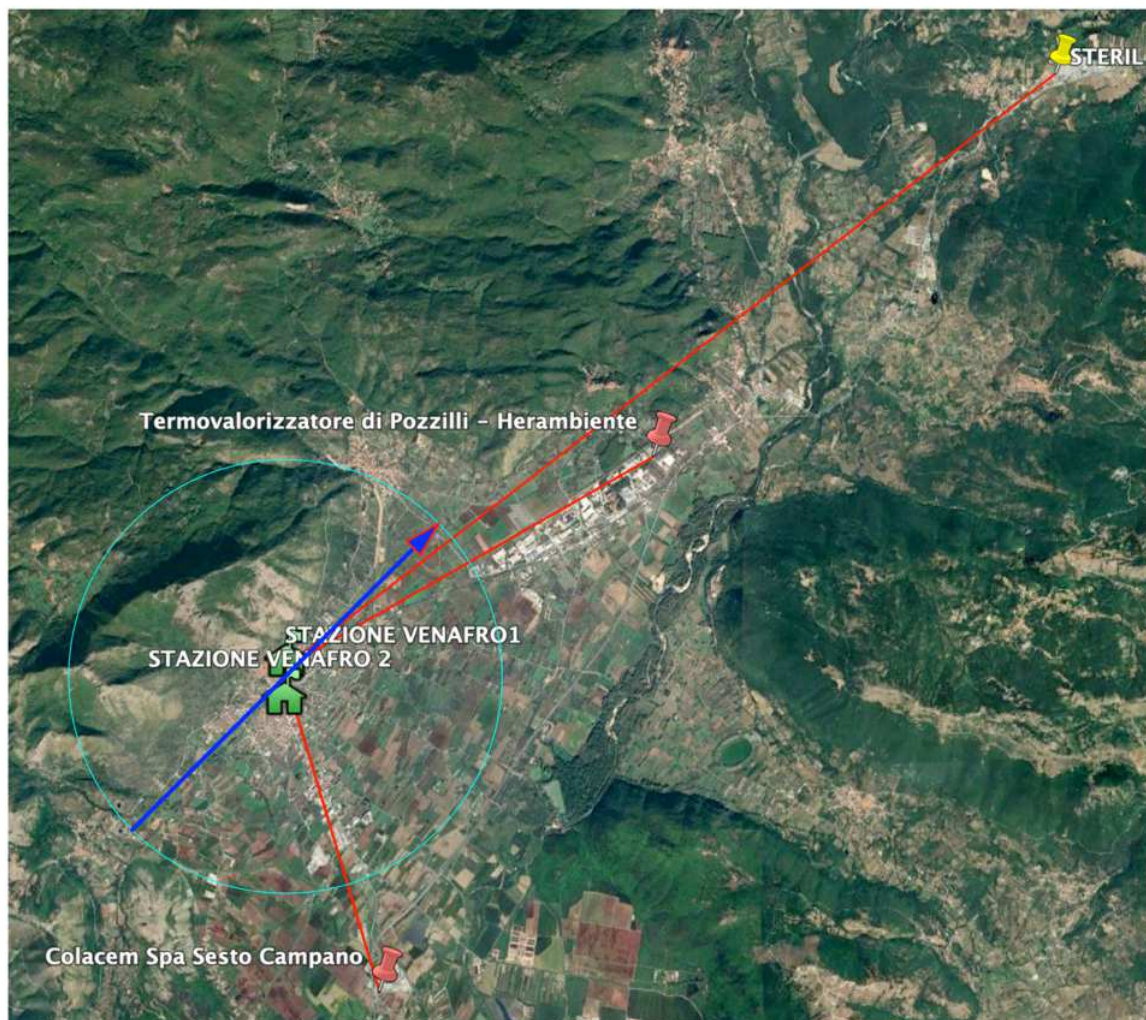 STERIL
Termovalorizzatore di Pozzilli - Herambiente
STAZIONE VENAFRO1
STAZIONE VENAFRO 2
Colacem Spa Sesto Campano